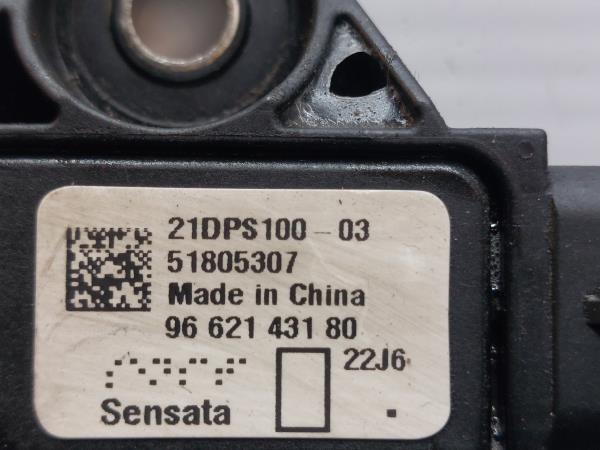 21DPS100-03
51805307
Made in China
96 621 431 80
22J6
Sensata